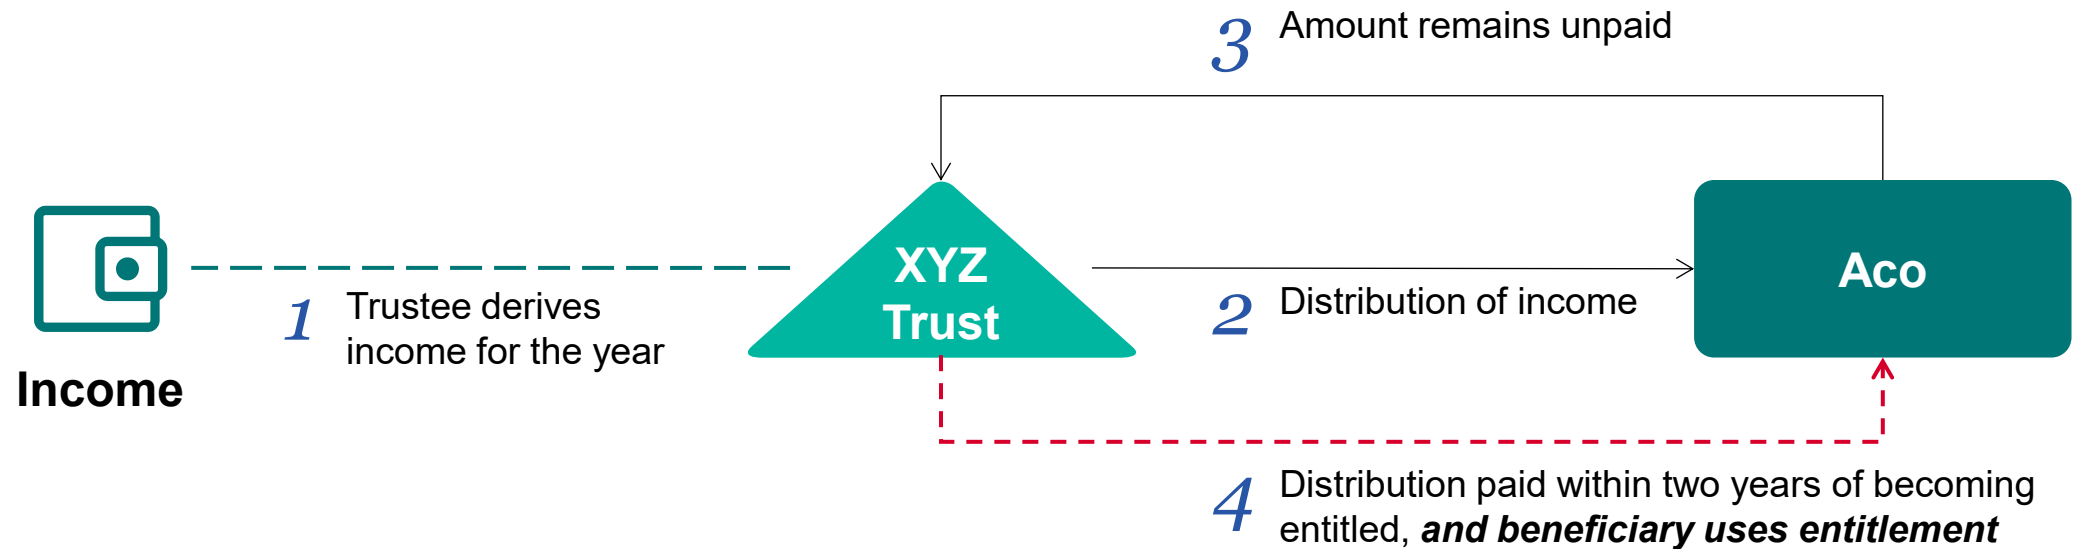 3 Amount remains unpaid
XYZ
Trust
Aco
1 Trustee derives
income for the year
2 Distribution of income
Income
4 Distribution paid within two years of becoming
entitled, and beneficiary uses entitlement